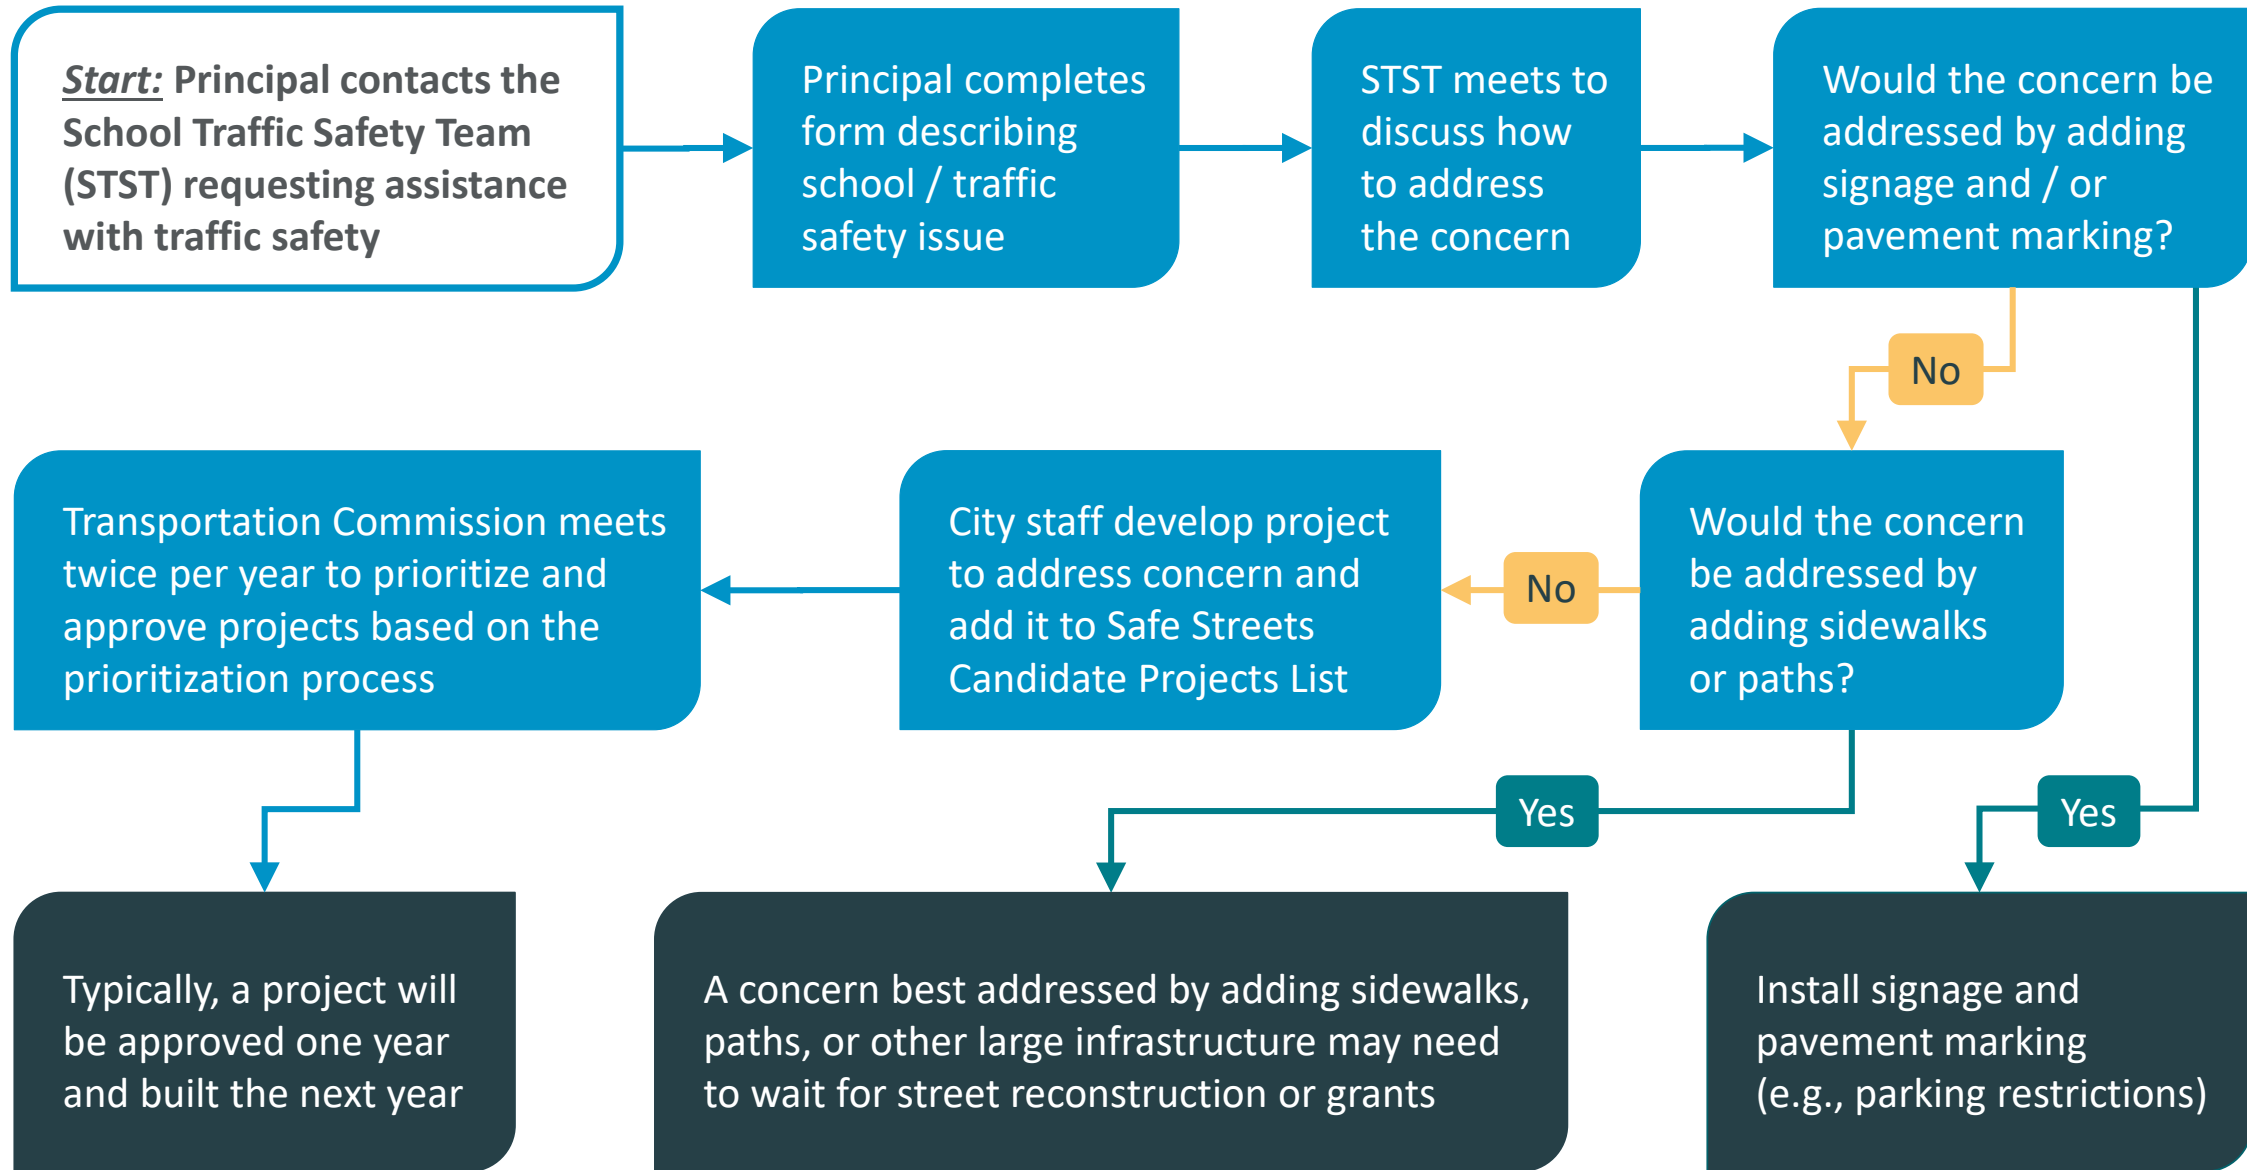 Start: Principal contacts the
School Traffic Safety Team
(STST) requesting assistance
with traffic safety
Principal completes
form describing
school / traffic
safety issue
STST meets to
discuss how
to address
the concern
Would the concern be
addressed by adding
signage and / or
pavement marking?
No
Transportation Commission meets
twice per year to prioritize and
approve projects based on the
prioritization process
City staff develop project
to address concern and
add it to Safe Streets
Candidate Projects List
No
Would the concern
be addressed by
adding sidewalks
or paths?
Yes
Yes
Typically, a project will
be approved one year
and built the next year
A concern best addressed by adding sidewalks,
paths, or other large infrastructure may need
to wait for street reconstruction or grants
Install signage and
pavement marking
(e.g., parking restrictions)